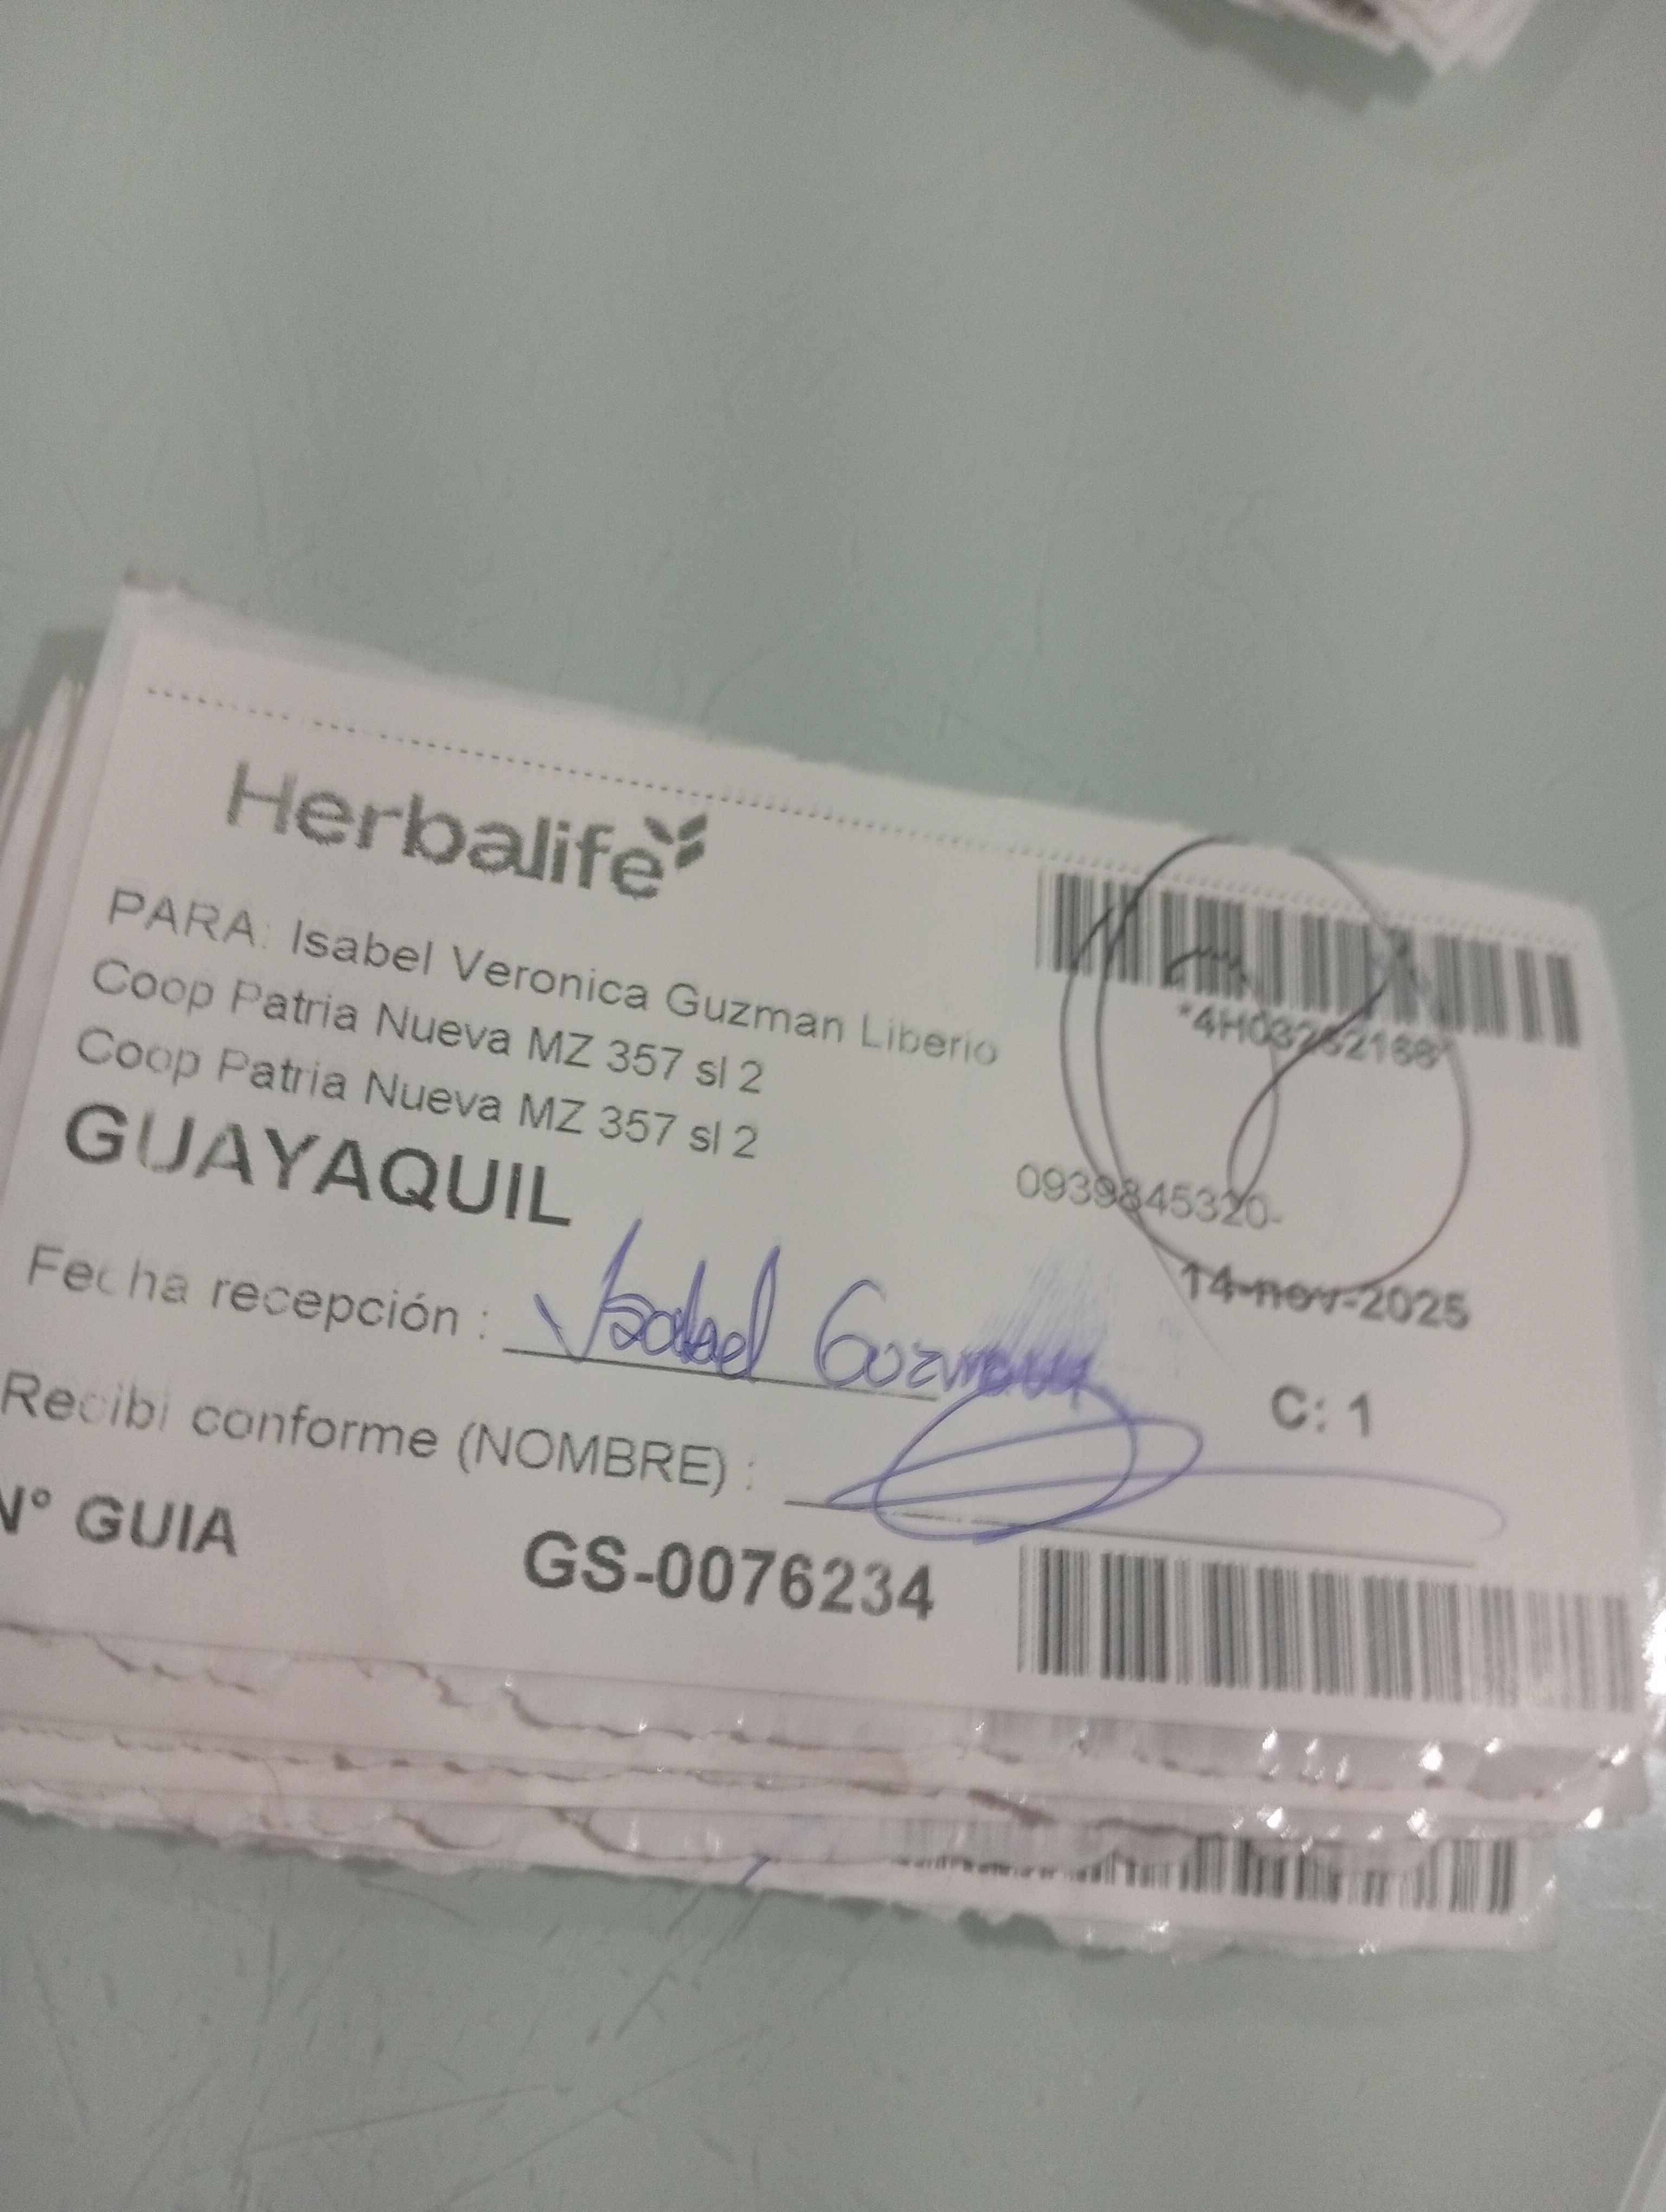 Herbalife
PARA: Isabel Veronica Guzman Liberio
Coop Patria Nueva MZ 357 sl 2
Coop Patria Nueva MZ 357 sl 2
GUAYAQUIL
*4H03262168*
0939845320-
14-nov-2025
Fecha recepción : Isabel Guzman
C: 1
Recibi conforme (NOMBRE) :
N° GUIA GS-0076234